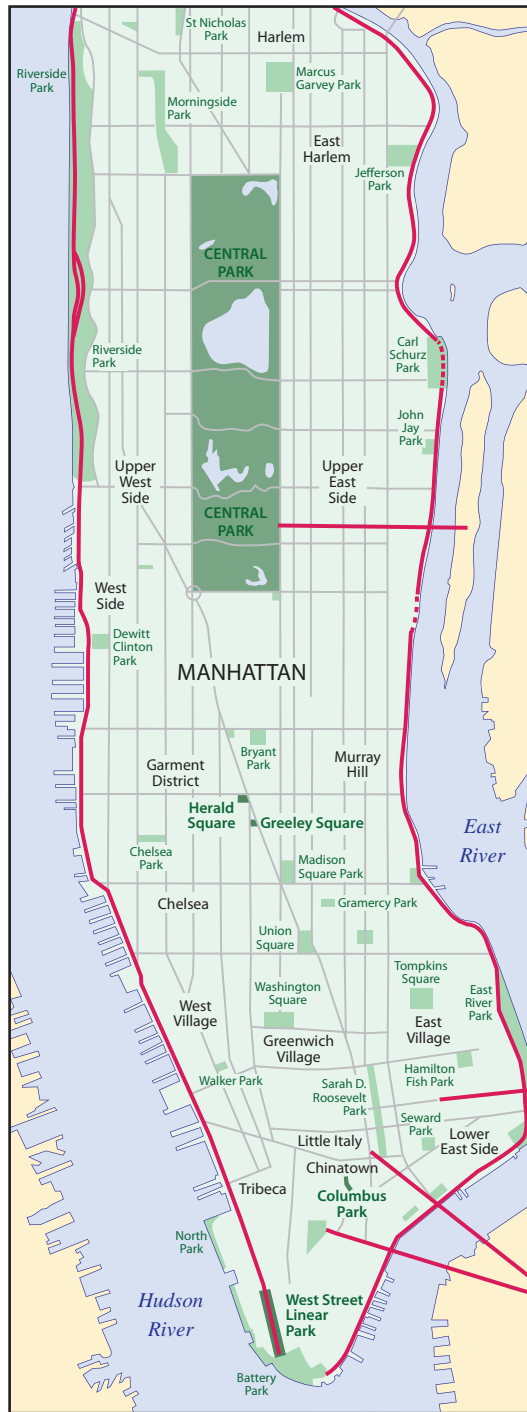 St Nicholas
Park
Harlem
Riverside
Park
Marcus
Garvey Park
Morningside
Park
East
Harlem
Jefferson
Park
CENTRAL
PARK
Riverside
Park
Carl
Schurz
Park
John
Jay
Park
Upper
West
Side
Upper
East
Side
CENTRAL
PARK
West
Side
Dewitt
Clinton
Park
MANHATTAN
Bryant
Park
Murray
Hill
Garment
District
Herald
Square
Greeley Square
East
River
Chelsea
Park
Madison
Square Park
Chelsea
Gramercy Park
Union
Square
Tompkins
Square
Washington
Square
East
River
Park
West
Village
East
Village
Greenwich
Village
Hamilton
Fish Park
Walker Park
Sarah D.
Roosevelt
Park
Seward
Park
Little Italy
Lower
East Side
Chinatown
Tribeca
Columbus
Park
North
Park
Hudson
River
West Street
Linear
Park
Battery
Park